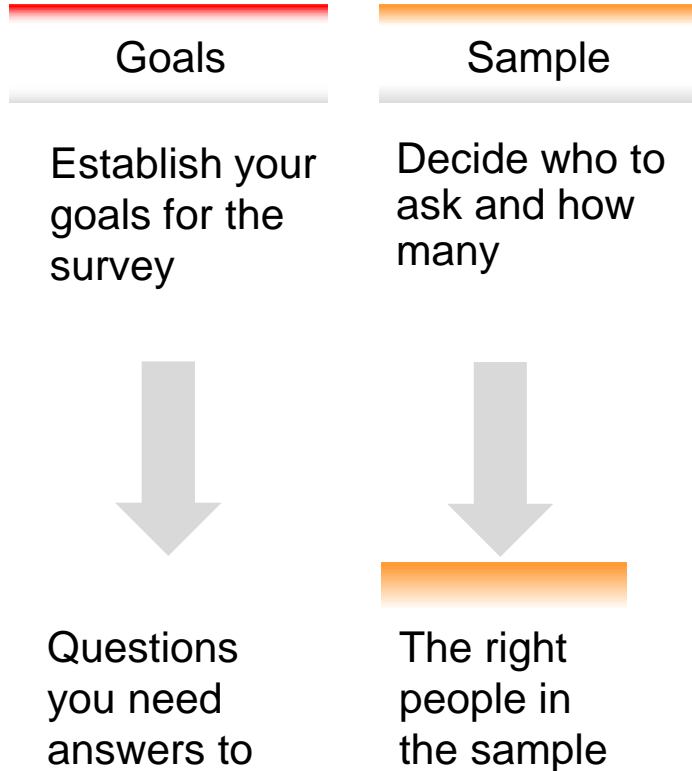 Goals
Establish your
goals for the
survey
Questions
you need
answers to
Sample
Decide who to
ask and how
many
The right
people in
the sample